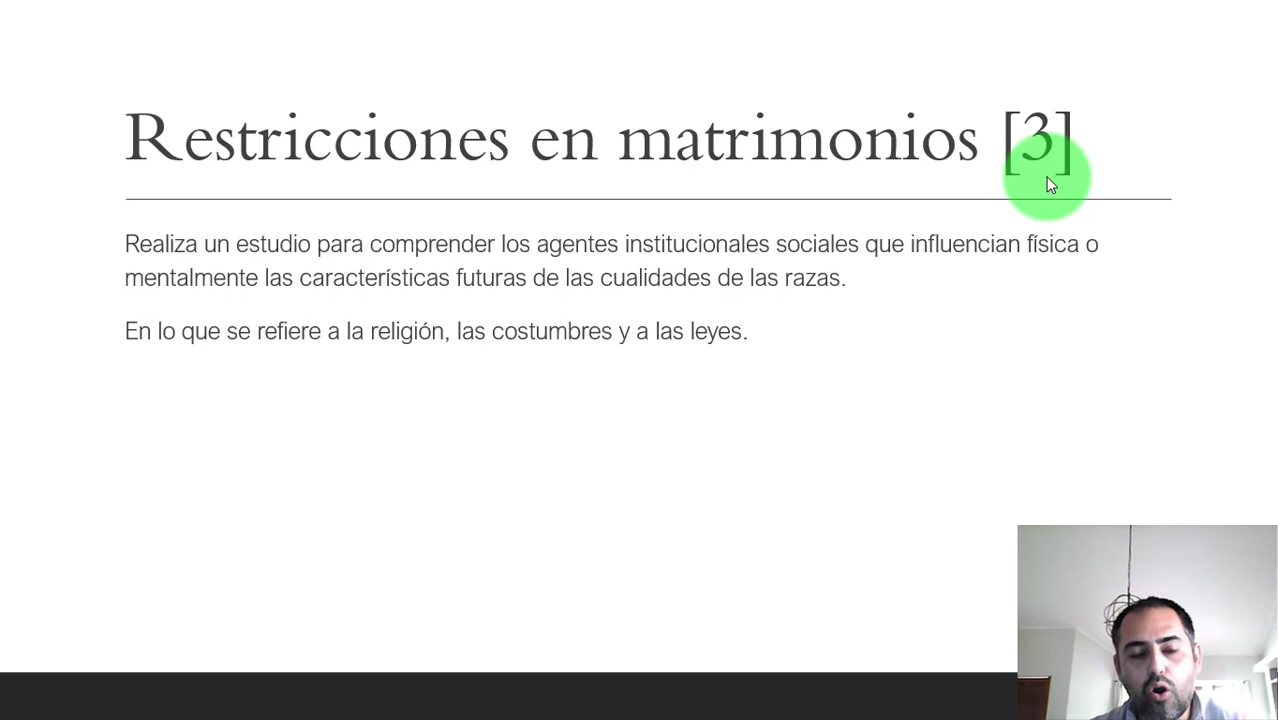 Restricciones en matrimonios [3]
Realiza un estudio para comprender los agentes institucionales sociales que influencian física o
mentalmente las características futuras de las cualidades de las razas.
En lo que se refiere a la religión, las costumbres y a las leyes.